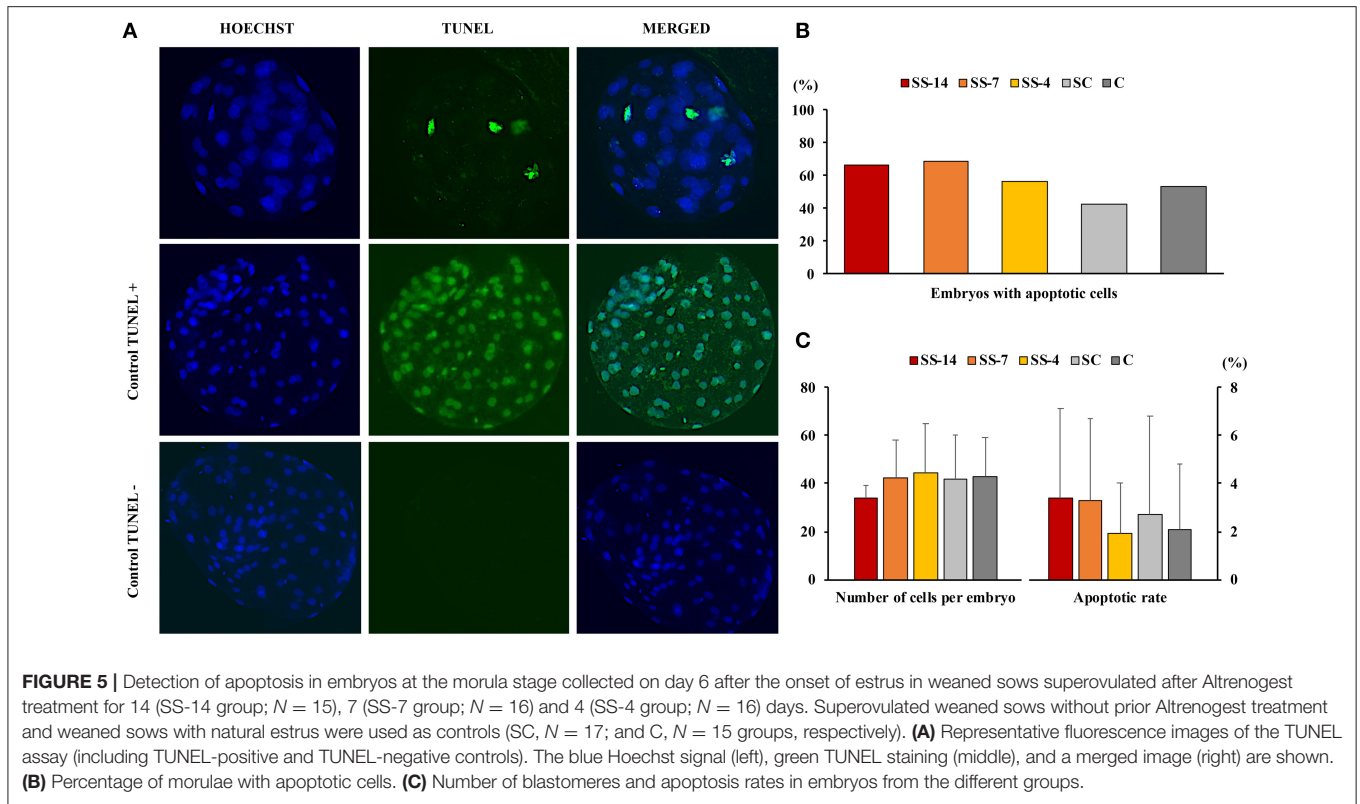 A
HOECHST TUNEL MERGED
Control TUNEL +
Control TUNEL -
B
(%)
SS-14 SS-7 SS-4 SC C
100
80
60
40
20
0
Embryos with apoptotic cells
C
SS-14 SS-7 SS-4 SC C
(%)
80
60
40
20
0
8
6
4
2
0
Number of cells per embryo
Apoptotic rate
FIGURE 5 | Detection of apoptosis in embryos at the morula stage collected on day 6 after the onset of estrus in weaned sows superovulated after Altrenogest
treatment for 14 (SS-14 group; N = 15), 7 (SS-7 group; N = 16) and 4 (SS-4 group; N = 16) days. Superovulated weaned sows without prior Altrenogest treatment
and weaned sows with natural estrus were used as controls (SC, N = 17; and C, N = 15 groups, respectively). (A) Representative fluorescence images of the TUNEL
assay (including TUNEL-positive and TUNEL-negative controls). The blue Hoechst signal (left), green TUNEL staining (middle), and a merged image (right) are shown.
(B) Percentage of morulae with apoptotic cells. (C) Number of blastomeres and apoptosis rates in embryos from the different groups.